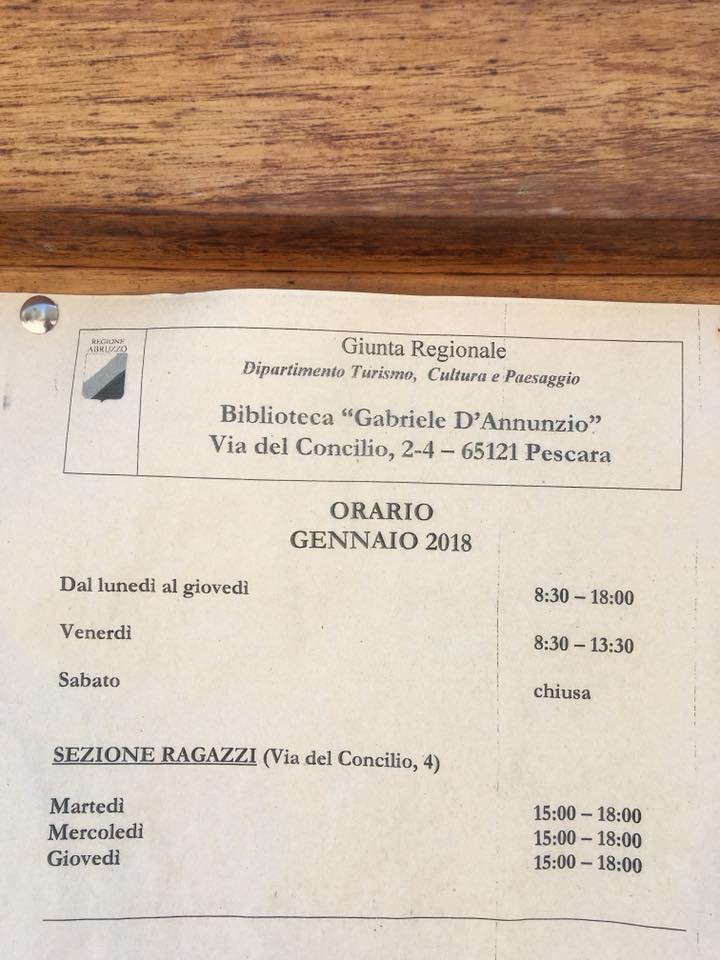 REGIONE
ABRUZZO
Giunta Regionale
Dipartimento Turismo, Cultura e Paesaggio
Biblioteca “Gabriele D’Annunzio”
Via del Concilio, 2-4 – 65121 Pescara
ORARIO
GENNAIO 2018
Dal lunedì al giovedì 8:30 – 18:00
Venerdì 8:30 – 13:30
Sabato chiusa
SEZIONE RAGAZZI (Via del Concilio, 4)
Martedì 15:00 – 18:00
Mercoledì 15:00 – 18:00
Giovedì 15:00 – 18:00